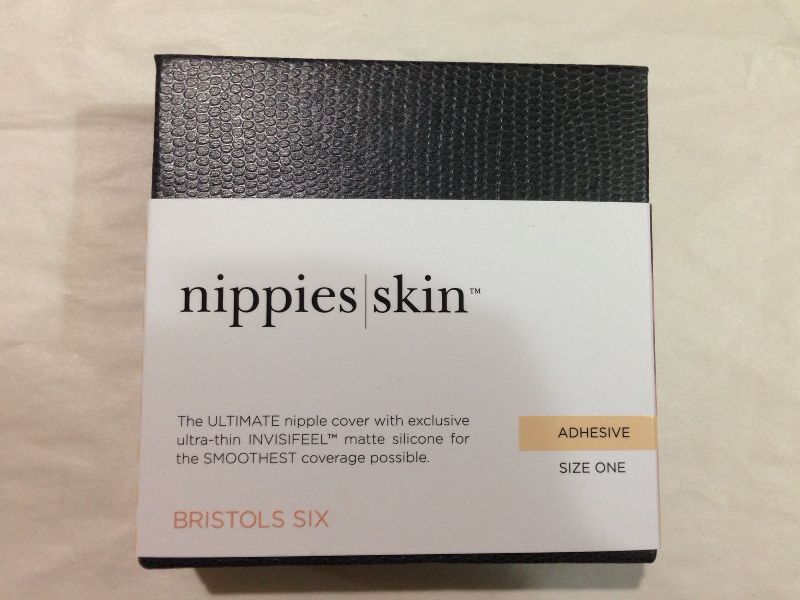 nippies|skin™
The ULTIMATE nipple cover with exclusive
ultra-thin INVISIFEEL™ matte silicone for
the SMOOTHEST coverage possible.
ADHESIVE
SIZE ONE
BRISTOLS SIX